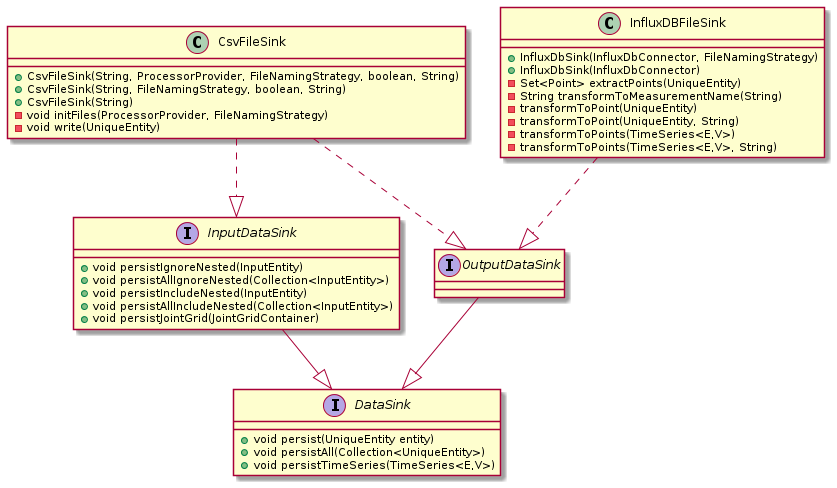 C CsvFileSink
CsvFileSink(String, ProcessorProvider, FileNamingStrategy, boolean, String)
CsvFileSink(String, FileNamingStrategy, boolean, String)
CsvFileSink(String)
void initFiles(ProcessorProvider, FileNamingStrategy)
void write(UniqueEntity)
C InfluxDBFileSink
InfluxDbSink(InfluxDbConnector, FileNamingStrategy)
InfluxDbSink(InfluxDbConnector)
Set<Point> extractPoints(UniqueEntity)
String transformToMeasurementName(String)
transformToPoint(UniqueEntity)
transformToPoint(UniqueEntity, String)
transformToPoints(TimeSeries<E,V>)
transformToPoints(TimeSeries<E,V>, String)
I InputDataSink
void persistIgnoreNested(InputEntity)
void persistAllIgnoreNested(Collection<InputEntity>)
void persistIncludeNested(InputEntity)
void persistAllIncludeNested(Collection<InputEntity>)
void persistJointGrid(JointGridContainer)
I OutputDataSink
I DataSink
void persist(UniqueEntity entity)
void persistAll(Collection<UniqueEntity>)
void persistTimeSeries(TimeSeries<E,V>)